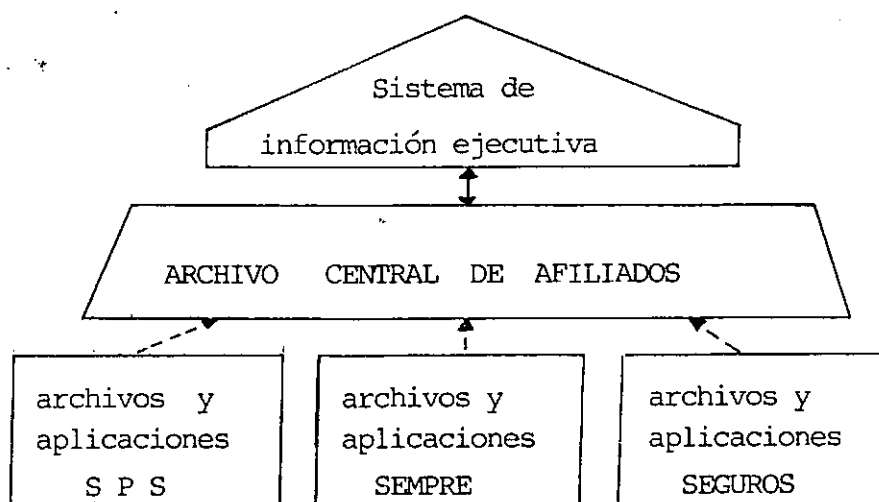 Sistema de
información ejecutiva
ARCHIVO CENTRAL DE AFILIADOS
archivos y
aplicaciones
S P S
archivos y
aplicaciones
SEMPRE
archivos y
aplicaciones
SEGUROS